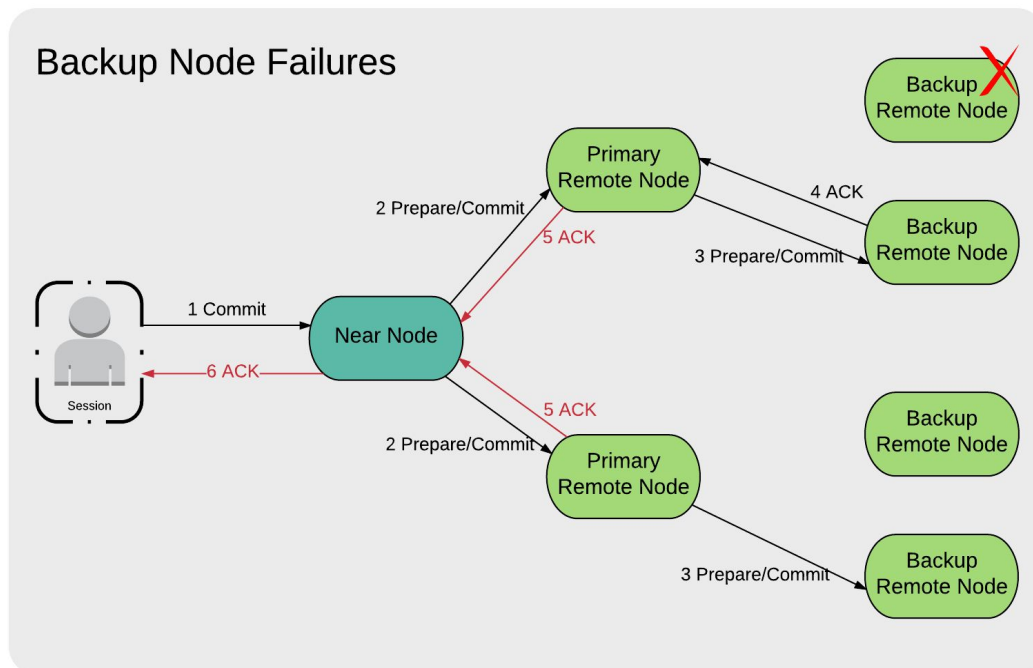 Backup Node Failures
Backup
Remote Node
Primary
Remote Node
4 ACK
2 Prepare/Commit
Backup
Remote Node
5 ACK
3 Prepare/Commit
1 Commit
Near Node
6 ACK
Session
5 ACK
Backup
Remote Node
2 Prepare/Commit
Primary
Remote Node
Backup
Remote Node
3 Prepare/Commit